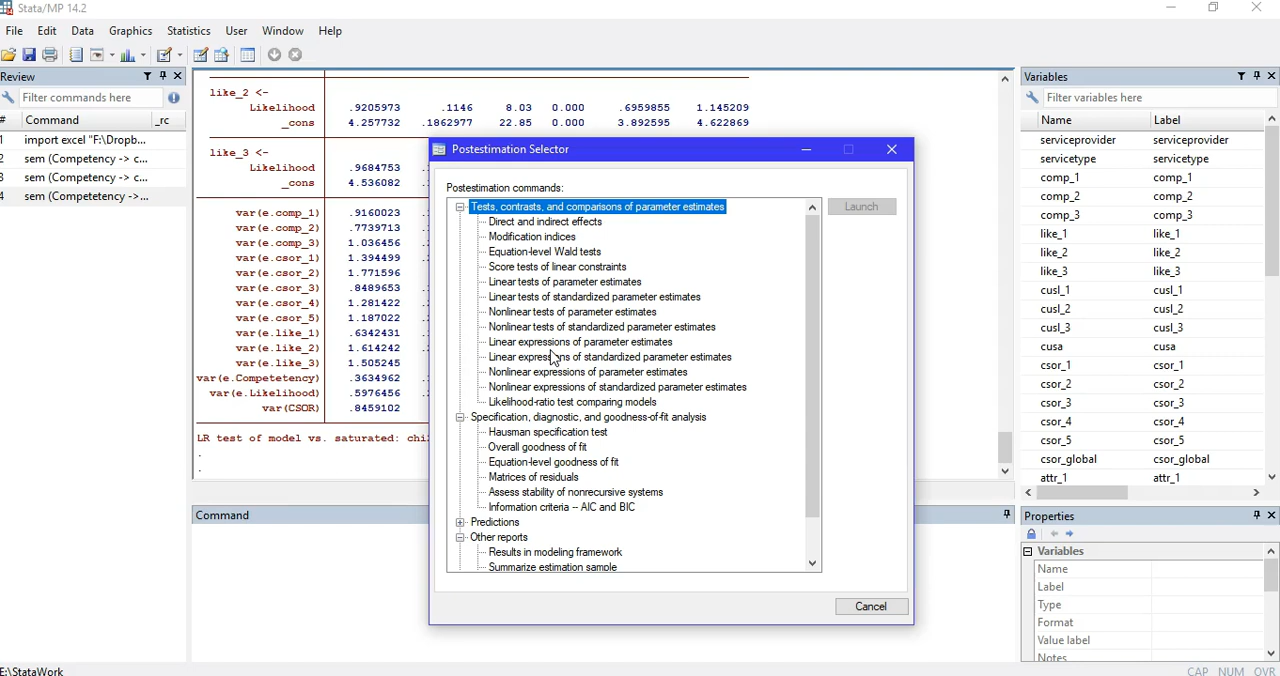 Stata/MP 14.2
File Edit Data Graphics Statistics User Window Help
Review
Filter commands here
# Command _rc
1 import excel "F:\Dropb...
2 sem (Competency -> c...
3 sem (Competency -> c...
4 sem (Competetency ->...
like_2 <-
Likelihood .9205973 .1146 8.03 0.000 .6959855 1.145209
_cons 4.257732 .1862977 22.85 0.000 3.892595 4.622869
like_3 <-
Likelihood .9684753
_cons 4.536082
var(e.comp_1) .9160023
var(e.comp_2) .7739713
var(e.comp_3) 1.036456
var(e.csor_1) 1.394499
var(e.csor_2) 1.771596
var(e.csor_3) .8489653
var(e.csor_4) 1.281422
var(e.csor_5) 1.187022
var(e.like_1) .6342431
var(e.like_2) 1.614242
var(e.like_3) 1.505245
var(e.Competetency) .3634962
var(e.Likelihood) .5976456
var(CSOR) .8459102
LR test of model vs. saturated: chi
.
.
Command
E:\StataWork
Postestimation Selector
Postestimation commands:
Tests, contrasts, and comparisons of parameter estimates
Direct and indirect effects
Modification indices
Equation-level Wald tests
Score tests of linear constraints
Linear tests of parameter estimates
Linear tests of standardized parameter estimates
Nonlinear tests of parameter estimates
Nonlinear tests of standardized parameter estimates
Linear expressions of parameter estimates
Linear expressions of standardized parameter estimates
Nonlinear expressions of parameter estimates
Nonlinear expressions of standardized parameter estimates
Likelihood-ratio test comparing models
Specification, diagnostic, and goodness-of-fit analysis
Hausman specification test
Overall goodness of fit
Equation-level goodness of fit
Matrices of residuals
Assess stability of nonrecursive systems
Information criteria -- AIC and BIC
Predictions
Other reports
Results in modeling framework
Summarize estimation sample
Launch
Cancel
Variables
Filter variables here
Name Label
serviceprovider serviceprovider
servicetype servicetype
comp_1 comp_1
comp_2 comp_2
comp_3 comp_3
like_1 like_1
like_2 like_2
like_3 like_3
cusl_1 cusl_1
cusl_2 cusl_2
cusl_3 cusl_3
cusa cusa
csor_1 csor_1
csor_2 csor_2
csor_3 csor_3
csor_4 csor_4
csor_5 csor_5
csor_global csor_global
attr_1 attr_1
Properties
Variables
Name
Label
Type
Format
Value label
Notes
CAP NUM OVR